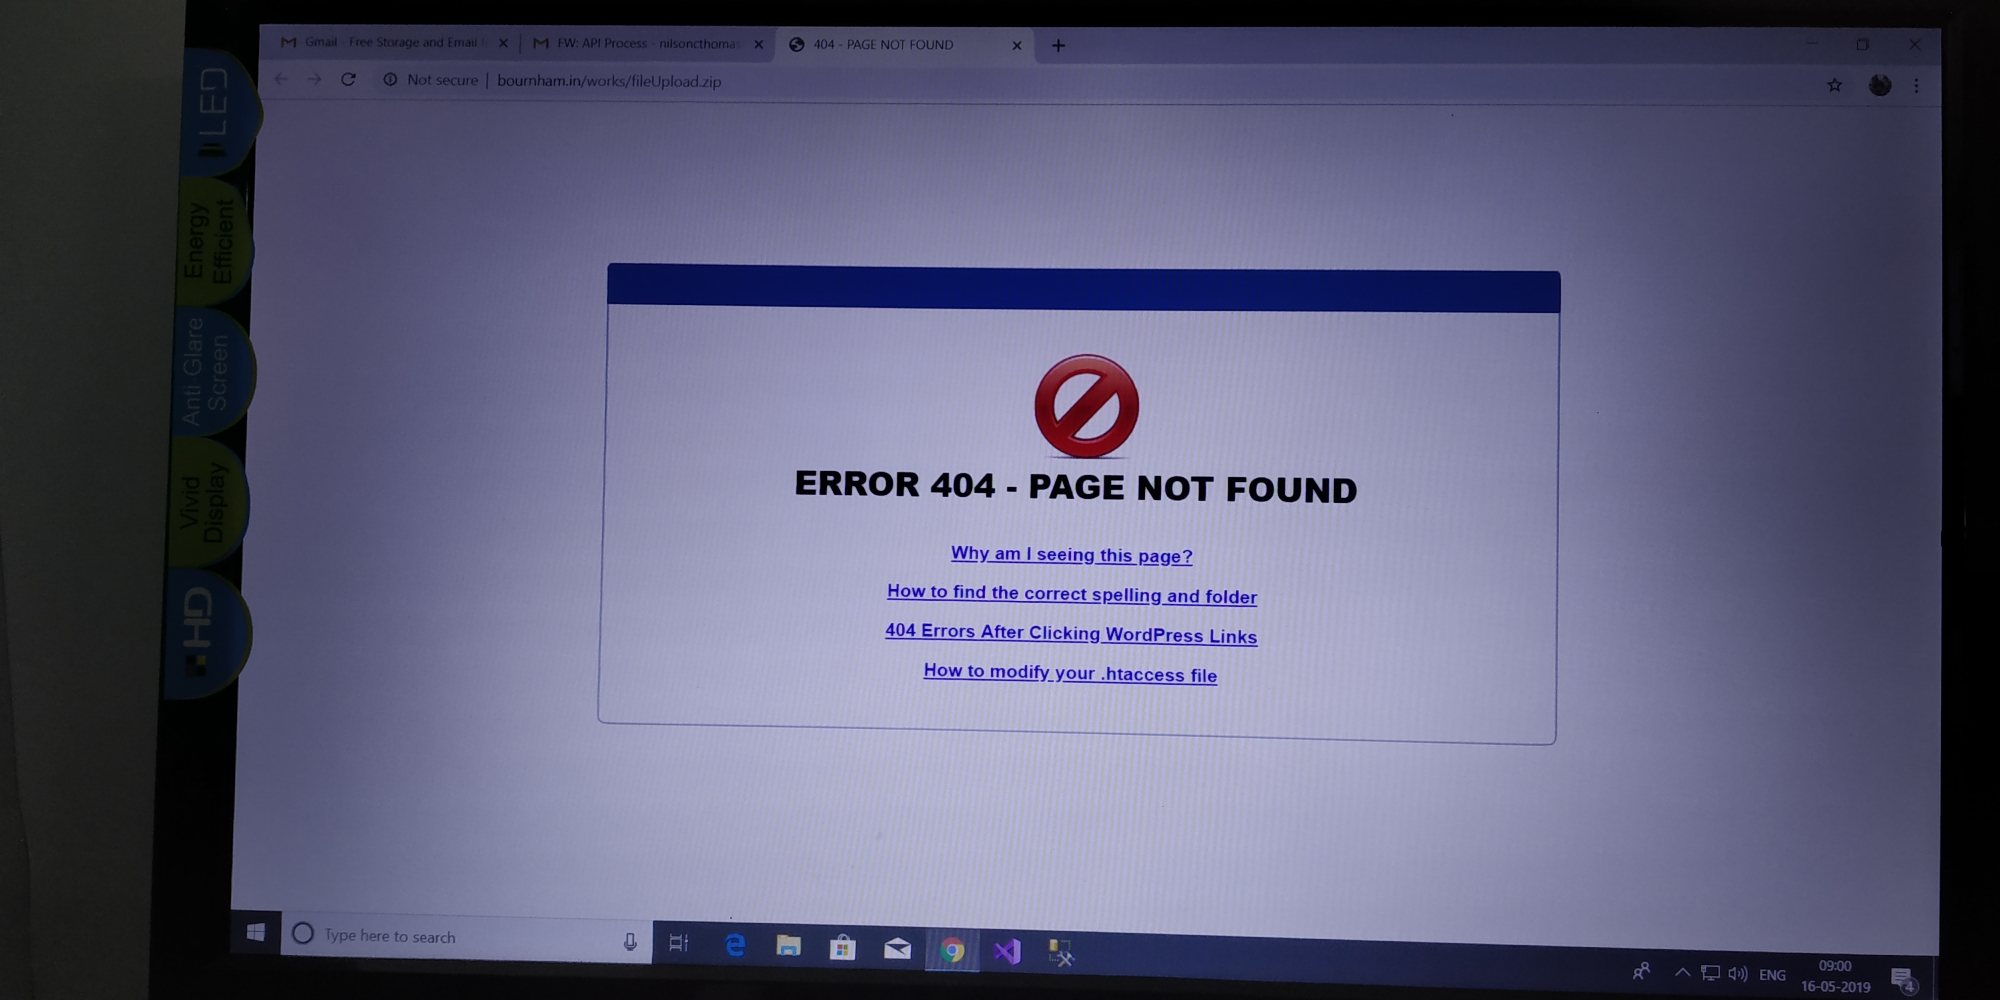 Gmail - Free Storage and Email
FW: API Process - nilsoncthomas
404 - PAGE NOT FOUND
Not secure | bournham.in/works/fileUpload.zip
LED
Energy
Efficient
Anti Glare
Screen
Vivid
Display
HD
ERROR 404 - PAGE NOT FOUND
Why am I seeing this page?
How to find the correct spelling and folder
404 Errors After Clicking WordPress Links
How to modify your .htaccess file
Type here to search
ENG
09:00
16-05-2019
4